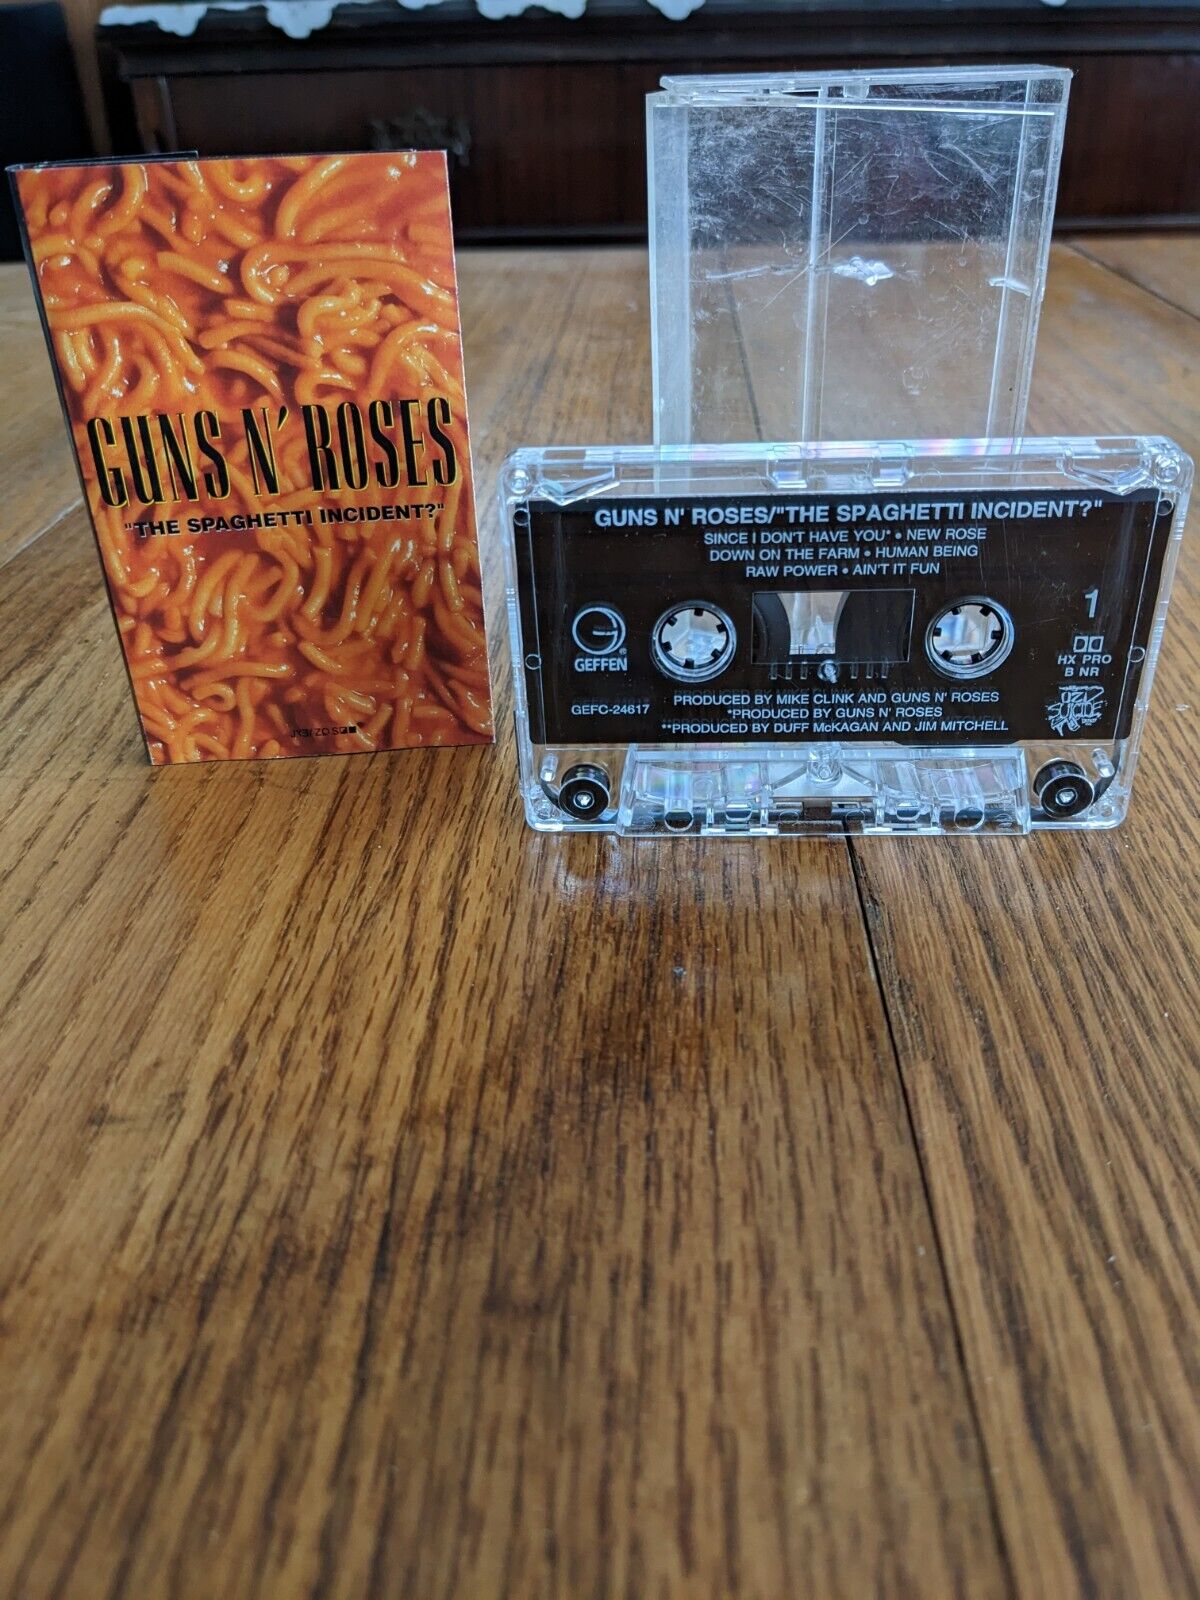 GUNS N' ROSES
"THE SPAGHETTI INCIDENT?"
GUNS N' ROSES/"THE SPAGHETTI INCIDENT?"
SINCE I DON'T HAVE YOU* • NEW ROSE
DOWN ON THE FARM • HUMAN BEING
RAW POWER • AIN'T IT FUN
1
GEFFEN
®
HX PRO
B NR
GEFC-24617
PRODUCED BY MIKE CLINK AND GUNS N' ROSES
*PRODUCED BY GUNS N' ROSES
**PRODUCED BY DUFF McKAGAN AND JIM MITCHELL
UZI